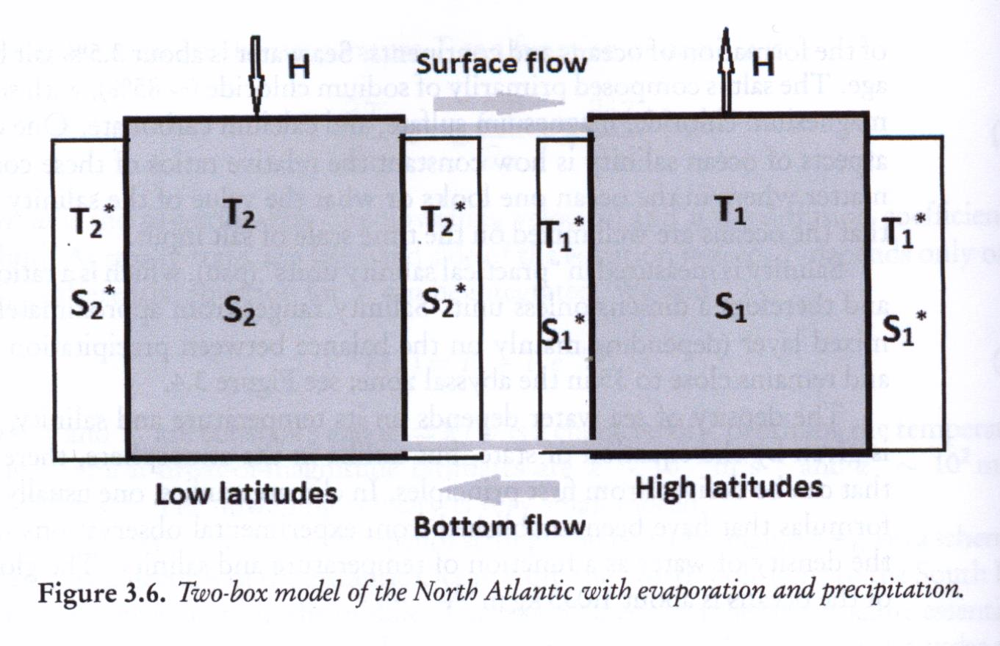 H
Surface flow
H
T2* T2 T2* T1* T1 T1*
S2* S2 S2* S1* S1 S1*
Low latitudes
High latitudes
Bottom flow
Figure 3.6. Two-box model of the North Atlantic with evaporation and precipitation.